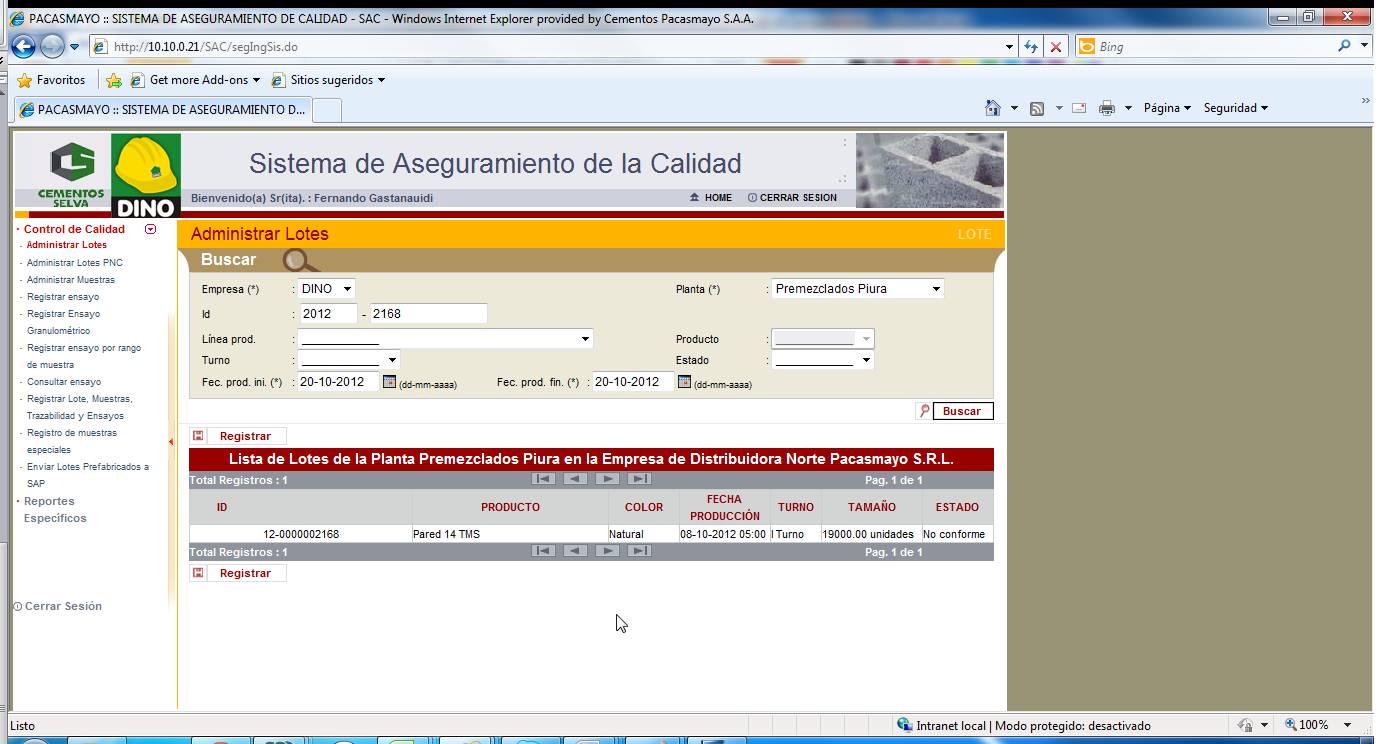 PACASMAYO :: SISTEMA DE ASEGURAMIENTO DE CALIDAD - SAC - Windows Internet Explorer provided by Cementos Pacasmayo S.A.A.
http://10.10.0.21/SAC/segIngSis.do
Bing
Favoritos Get more Add-ons Sitios sugeridos
PACASMAYO :: SISTEMA DE ASEGURAMIENTO D...
Página Seguridad
CEMENTOS SELVA
DINO
Sistema de Aseguramiento de la Calidad
Bienvenido(a) Sr(ita). : Fernando Gastanauidi
HOME CERRAR SESION
· Control de Calidad
- Administrar Lotes
- Administrar Lotes PNC
- Administrar Muestras
- Registrar ensayo
- Registrar Ensayo
Granulométrico
- Registrar ensayo por rango
de muestra
- Consultar ensayo
- Registrar Lote, Muestras,
Trazabilidad y Ensayos
- Registro de muestras
especiales
- Enviar Lotes Prefabricados a
SAP
· Reportes
Específicos
Cerrar Sesión
Administrar Lotes LOTE
Buscar
Empresa (*) : DINO Planta (*) : Premezclados Piura
Id : 2012 - 2168
Línea prod. : _____________ Producto : _____________
Turno : _____________ Estado : _____________
Fec. prod. ini. (*) : 20-10-2012 (dd-mm-aaaa) Fec. prod. fin. (*) : 20-10-2012 (dd-mm-aaaa)
Buscar
Registrar
Lista de Lotes de la Planta Premezclados Piura en la Empresa de Distribuidora Norte Pacasmayo S.R.L.
Total Registros : 1 Pag. 1 de 1
ID PRODUCTO COLOR FECHA PRODUCCIÓN TURNO TAMAÑO ESTADO
12-0000002168 Pared 14 TMS Natural 08-10-2012 05:00 I Turno 19000.00 unidades No conforme
Total Registros : 1 Pag. 1 de 1
Registrar
Listo Intranet local | Modo protegido: desactivado 100%